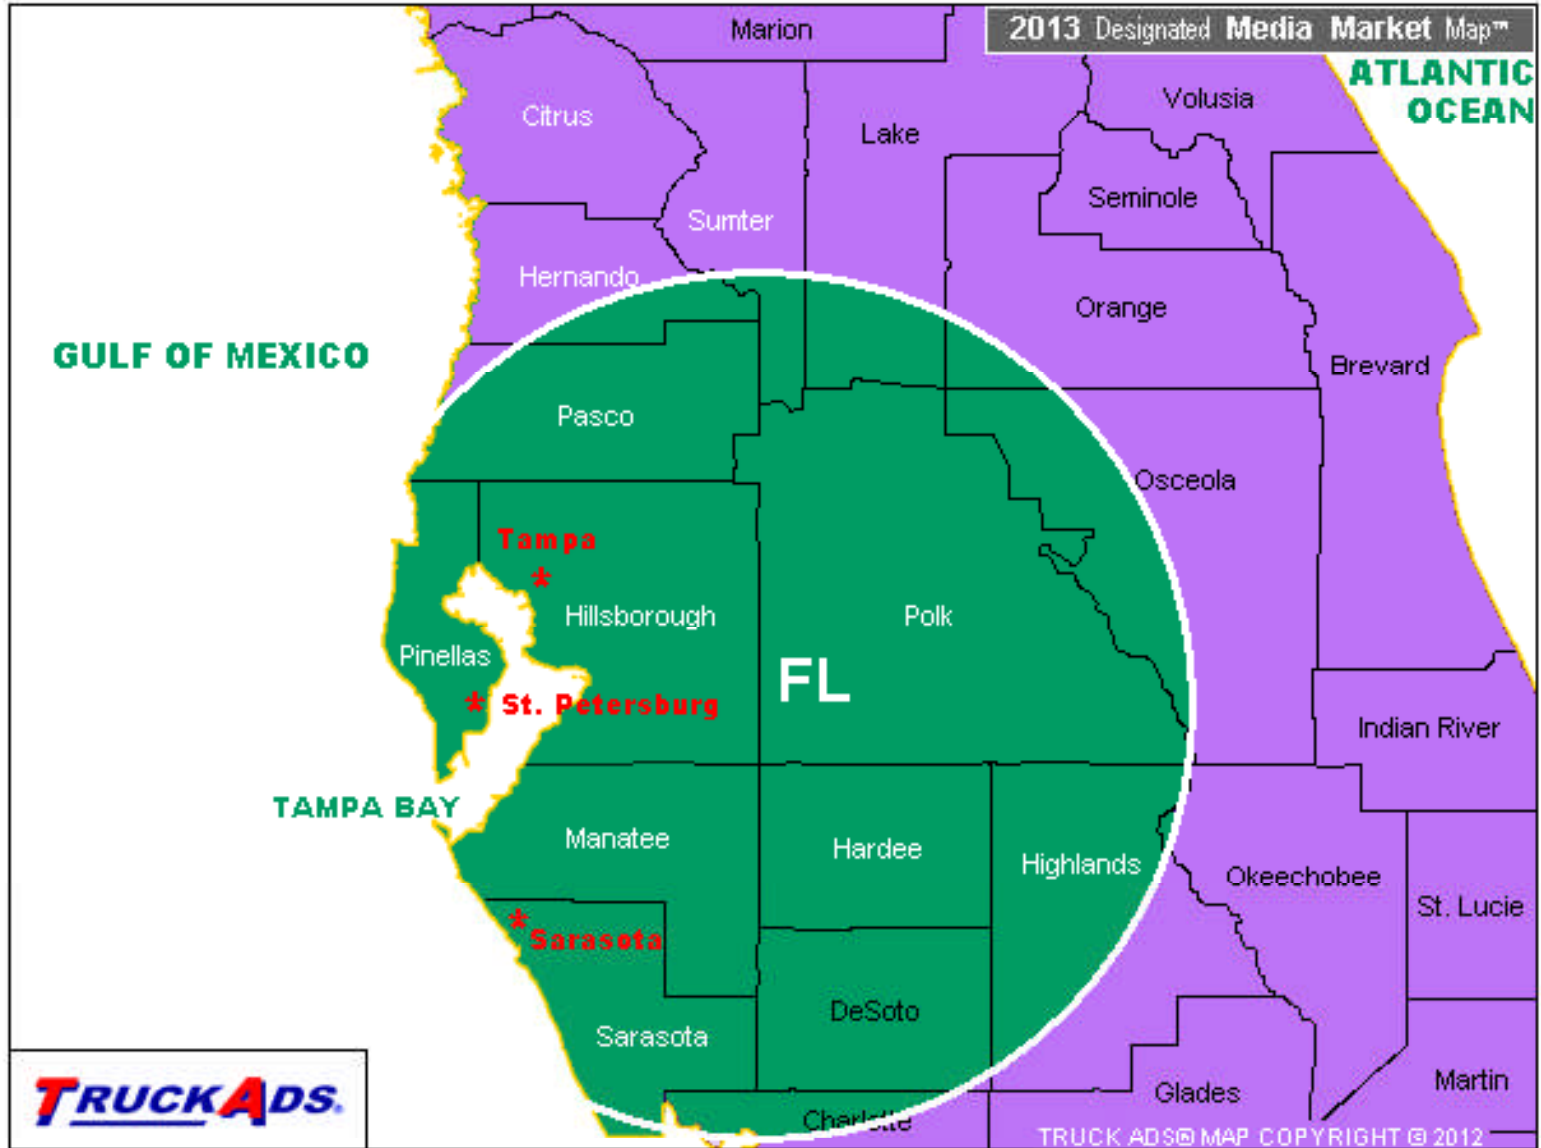 Marion
2013 Designated Media Market Map™
ATLANTIC
OCEAN
Citrus
Volusia
Lake
Seminole
Sumter
Hernando
Orange
GULF OF MEXICO
Brevard
Pasco
Osceola
Tampa
Hillsborough
Polk
Pinellas
FL
St. Petersburg
Indian River
TAMPA BAY
Manatee
Hardee
Highlands
Okeechobee
St. Lucie
Sarasota
DeSoto
Sarasota
Martin
Glades
TRUCKADS.
Charlotte
TRUCK ADS® MAP COPYRIGHT © 2012